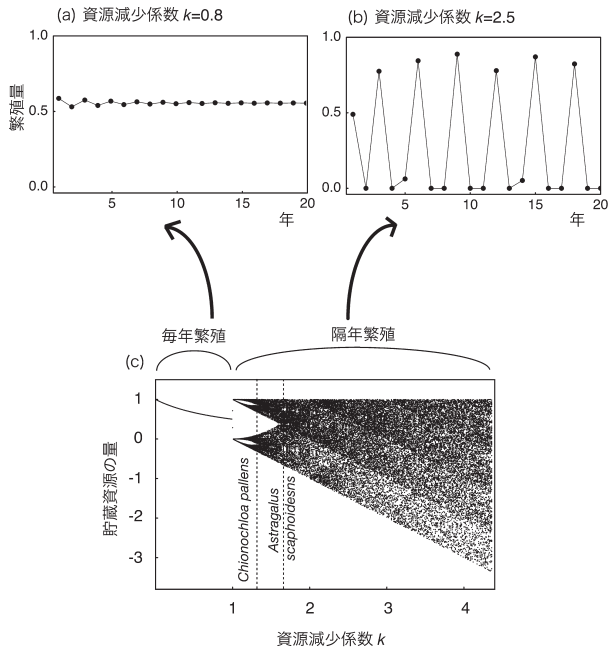 (a) 資源減少係数 k=0.8
(b) 資源減少係数 k=2.5
1.0
0.5
0.0
繁殖量
5 10 15 20
年
1.0
0.5
0.0
5 10 15 20
年
毎年繁殖
隔年繁殖
(c)
1
0
-1
-2
-3
貯蔵資源の量
Chionochloa pallens
Astragalus
scaphoidesns
1 2 3 4
資源減少係数 k